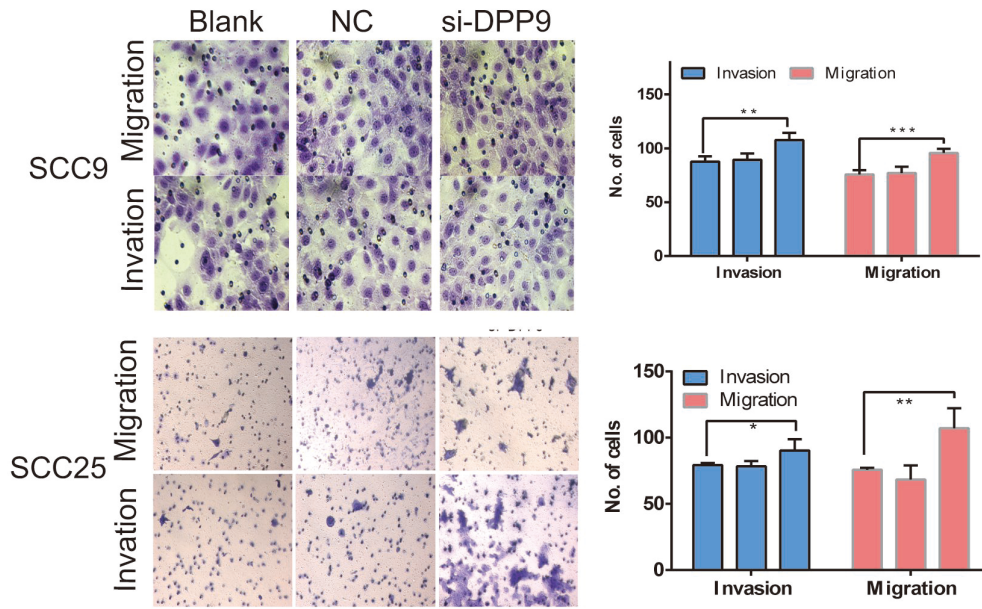 Blank NC si-DPP9
SCC9
Migration
Invation
Invasion Migration
No. of cells
150
100
50
0
**
***
Invasion Migration
SCC25
Migration
Invation
Invasion
Migration
No. of cells
150
100
50
0
*
**
Invasion Migration